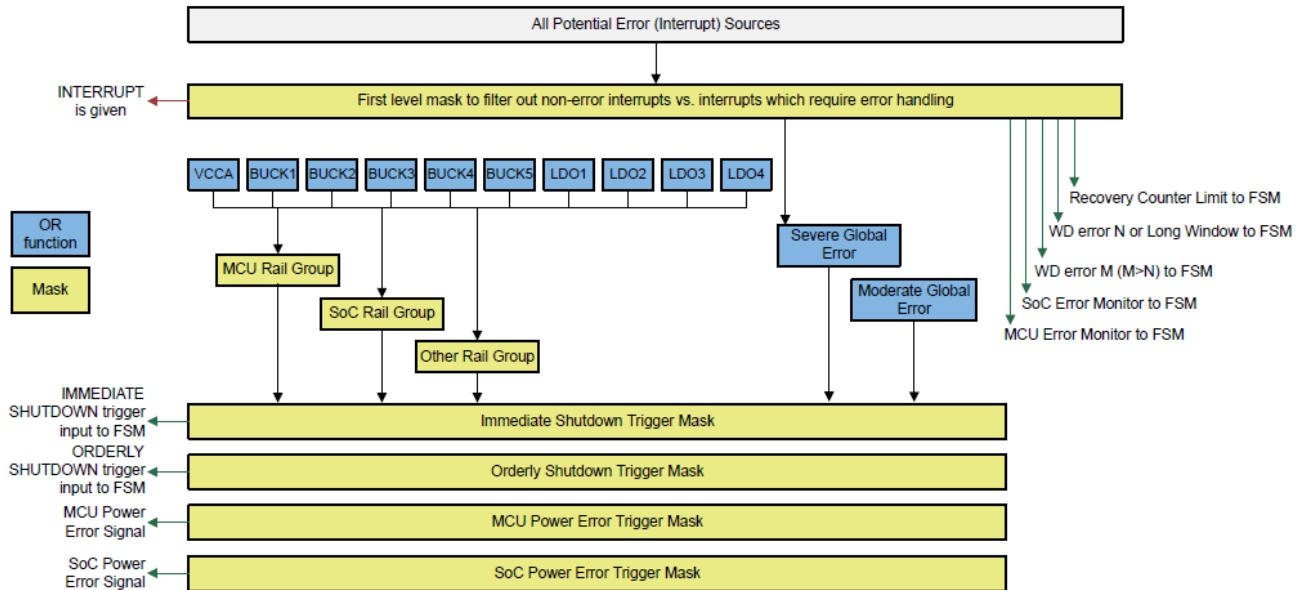 All Potential Error (Interrupt) Sources
INTERRUPT
is given
First level mask to filter out non-error interrupts vs. interrupts which require error handling
VCCA
BUCK1
BUCK2
BUCK3
BUCK4
BUCK5
LDO1
LDO2
LDO3
LDO4
Recovery Counter Limit to FSM
OR
function
Severe Global
Error
WD error N or Long Window to FSM
MCU Rail Group
WD error M (M>N) to FSM
Mask
Moderate Global
Error
SoC Error Monitor to FSM
SoC Rail Group
MCU Error Monitor to FSM
Other Rail Group
IMMEDIATE
SHUTDOWN trigger
input to FSM
Immediate Shutdown Trigger Mask
ORDERLY
SHUTDOWN trigger
input to FSM
Orderly Shutdown Trigger Mask
MCU Power
Error Signal
MCU Power Error Trigger Mask
SoC Power
Error Signal
SoC Power Error Trigger Mask